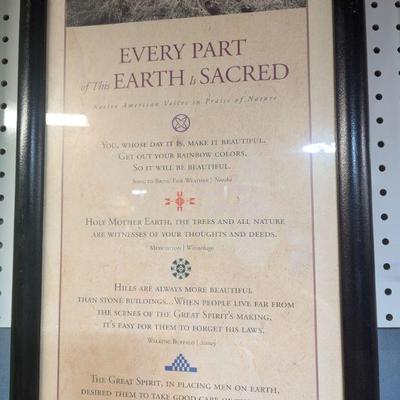 EVERY PART
of This EARTH Is SACRED
Native American Voices in Praise of Nature
YOU, WHOSE DAY IT IS, MAKE IT BEAUTIFUL.
GET OUT YOUR RAINBOW COLORS,
SO IT WILL BE BEAUTIFUL.
SONG TO BRING FAIR WEATHER | Nootka
HOLY MOTHER EARTH, THE TREES AND ALL NATURE
ARE WITNESSES OF YOUR THOUGHTS AND DEEDS.
| Winnebago
HILLS ARE ALWAYS MORE BEAUTIFUL
THAN STONE BUILDINGS...WHEN PEOPLE LIVE FAR FROM
THE SCENES OF THE GREAT SPIRIT'S MAKING,
IT'S EASY FOR THEM TO FORGET HIS LAWS.
WALKING BUFFALO | Stoney
THE GREAT SPIRIT, IN PLACING MEN ON EARTH,
DESIRED THEM TO TAKE GOOD CARE OF